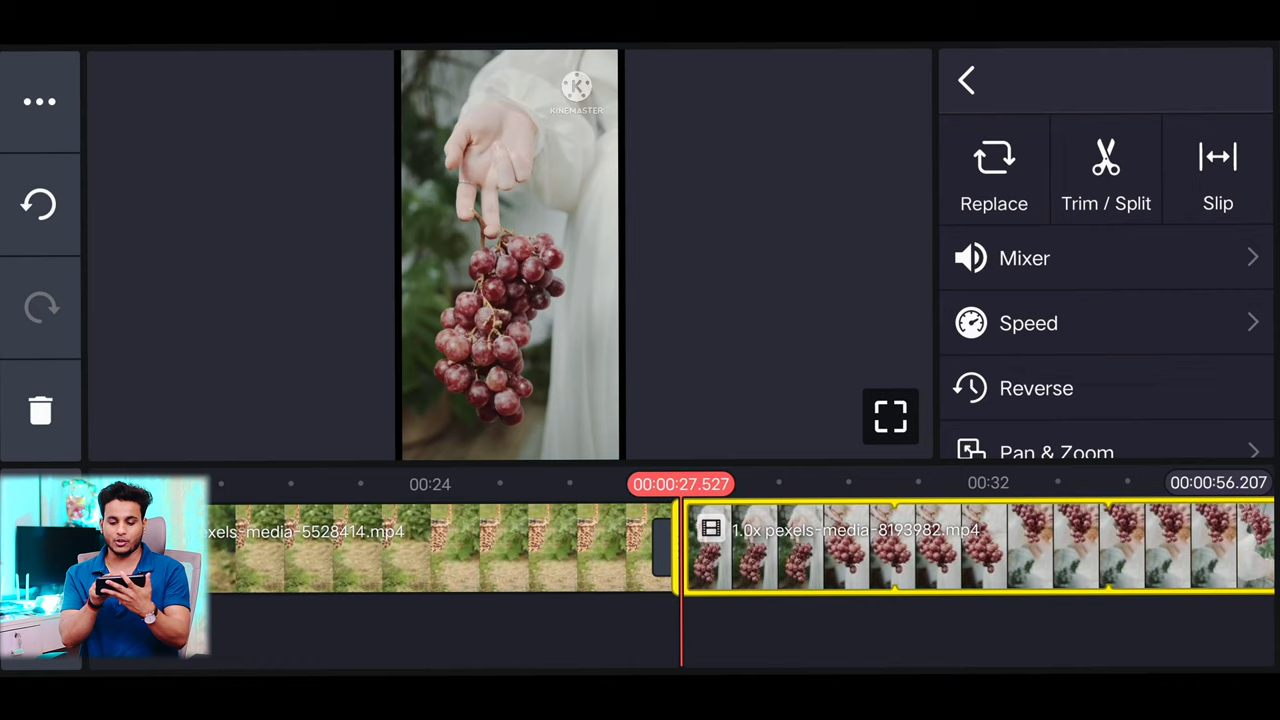 KINEMASTER
Replace
Trim / Split
Slip
Mixer
Speed
Reverse
Pan & Zoom
00:24
00:00:27.527
00:32
00:00:56.207
xels-media-5528414.mp4
1.0x pexels-media-8193982.mp4